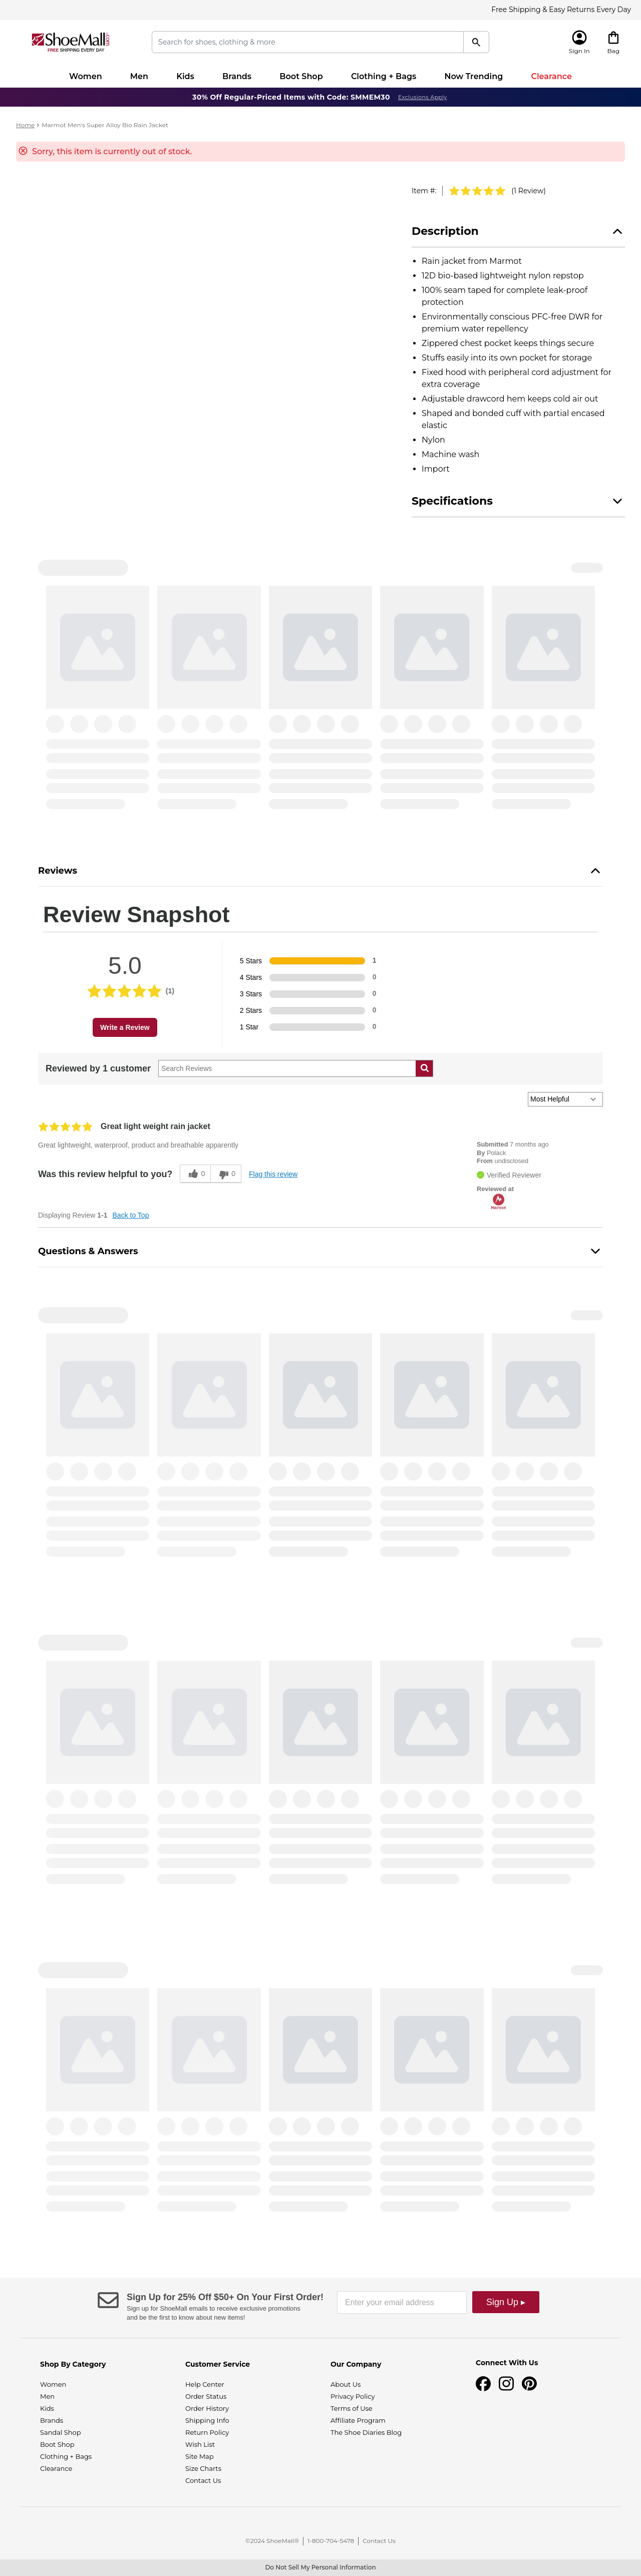 Free Shipping & Easy Returns Every Day
ShoeMall.com
FREE SHIPPING EVERY DAY
Search for shoes, clothing & more
Sign In
Bag
Women
Men
Kids
Brands
Boot Shop
Clothing + Bags
Now Trending
Clearance
30% Off Regular-Priced Items with Code: SMMEM30 Exclusions Apply
Home > Marmot Men's Super Alloy Bio Rain Jacket
Sorry, this item is currently out of stock.
Item #: (1 Review)
Description
• Rain jacket from Marmot
• 12D bio-based lightweight nylon repstop
• 100% seam taped for complete leak-proof
protection
• Environmentally conscious PFC-free DWR for
premium water repellency
• Zippered chest pocket keeps things secure
• Stuffs easily into its own pocket for storage
• Fixed hood with peripheral cord adjustment for
extra coverage
• Adjustable drawcord hem keeps cold air out
• Shaped and bonded cuff with partial encased
elastic
• Nylon
• Machine wash
• Import
Specifications
Reviews
Review Snapshot
5.0
(1)
Write a Review
5 Stars 1
4 Stars 0
3 Stars 0
2 Stars 0
1 Star 0
Reviewed by 1 customer
Search Reviews
Most Helpful
Great light weight rain jacket
Great lightweight, waterproof, product and breathable apparently
Submitted 7 months ago
By Polack
From undisclosed
Verified Reviewer
Reviewed at
Marmot
Was this review helpful to you? 0 0 Flag this review
Displaying Review 1-1 Back to Top
Questions & Answers
Sign Up for 25% Off $50+ On Your First Order!
Sign up for ShoeMall emails to receive exclusive promotions
and be the first to know about new items!
Enter your email address
Sign Up ▸
Shop By Category
Women
Men
Kids
Brands
Sandal Shop
Boot Shop
Clothing + Bags
Clearance
Customer Service
Help Center
Order Status
Order History
Shipping Info
Return Policy
Wish List
Site Map
Size Charts
Contact Us
Our Company
About Us
Privacy Policy
Terms of Use
Affiliate Program
The Shoe Diaries Blog
Connect With Us
©2024 ShoeMall® | 1-800-704-5478 | Contact Us
Do Not Sell My Personal Information